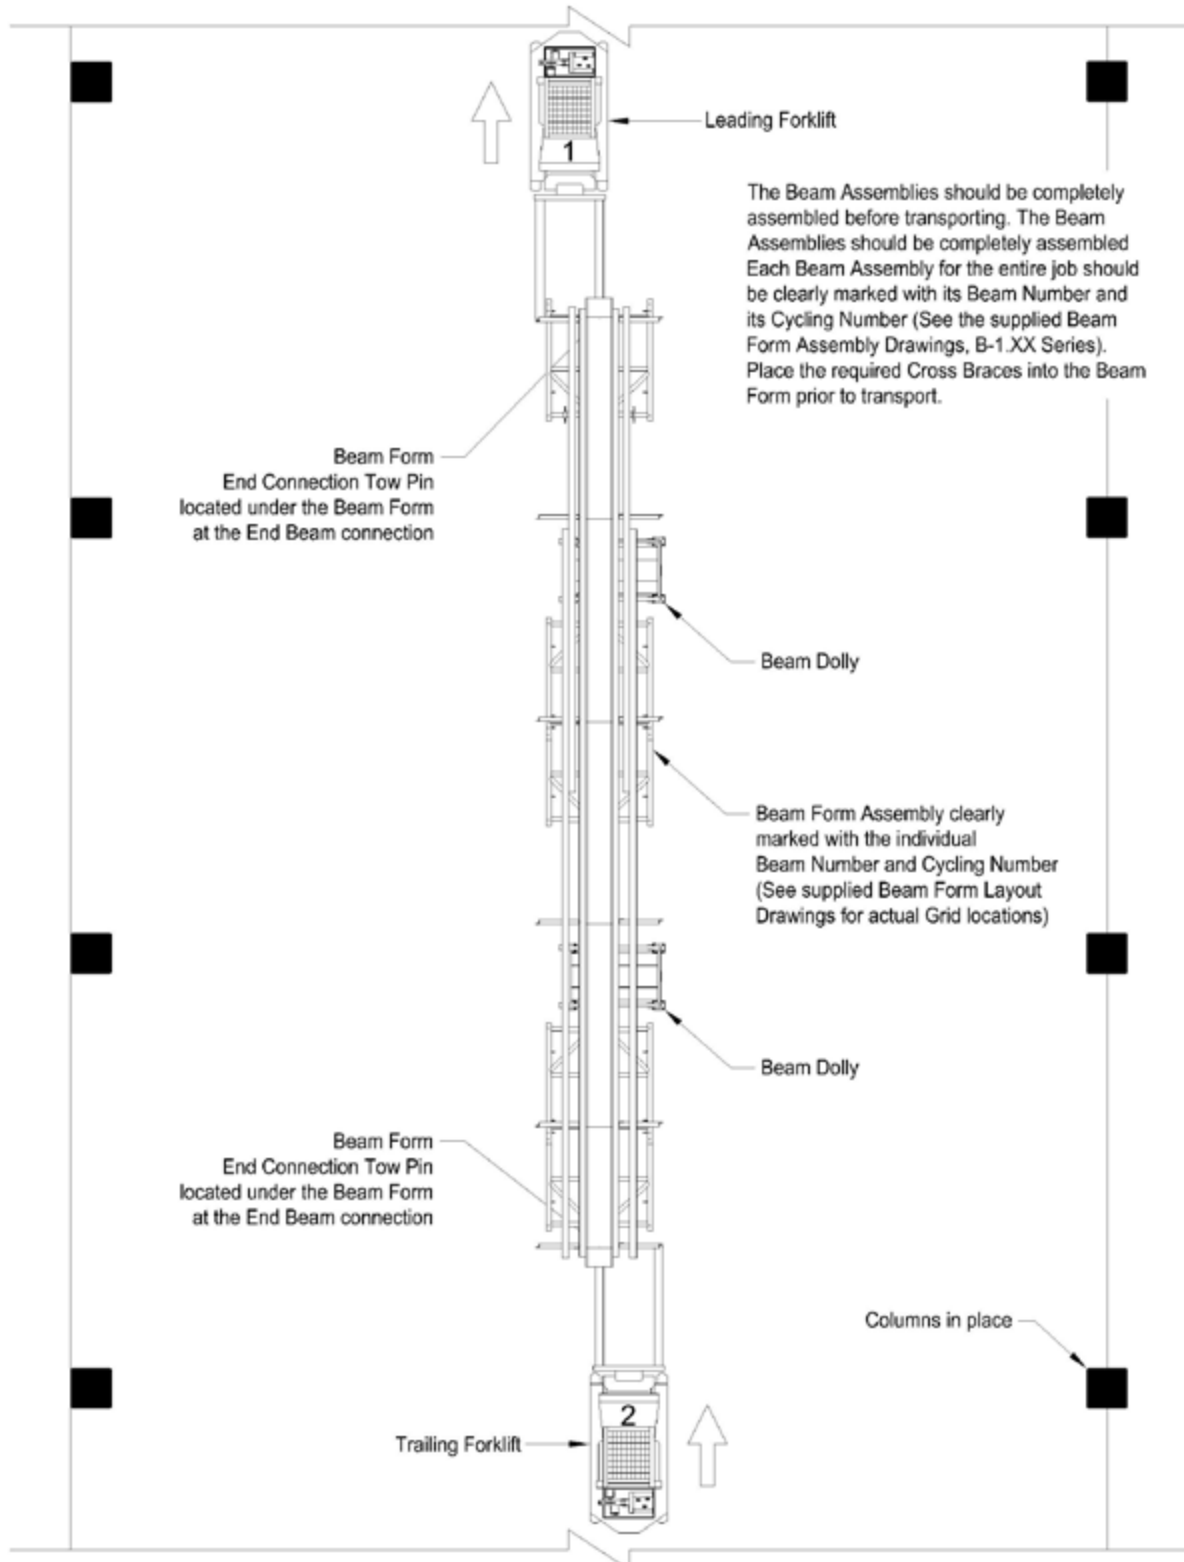 Leading Forklift
1
The Beam Assemblies should be completely
assembled before transporting. The Beam
Assemblies should be completely assembled
Each Beam Assembly for the entire job should
be clearly marked with its Beam Number and
its Cycling Number (See the supplied Beam
Form Assembly Drawings, B-1.XX Series).
Place the required Cross Braces into the Beam
Form prior to transport.
Beam Form
End Connection Tow Pin
located under the Beam Form
at the End Beam connection
Beam Dolly
Beam Form Assembly clearly
marked with the individual
Beam Number and Cycling Number
(See supplied Beam Form Layout
Drawings for actual Grid locations)
Beam Dolly
Beam Form
End Connection Tow Pin
located under the Beam Form
at the End Beam connection
Columns in place
2
Trailing Forklift